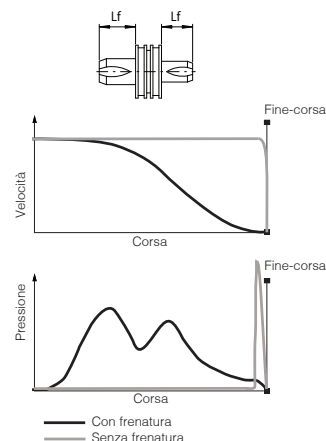 Lf Lf
Fine-corsa
Velocità
Corsa
Fine-corsa
Pressione
Corsa
Con frenatura
Senza frenatura